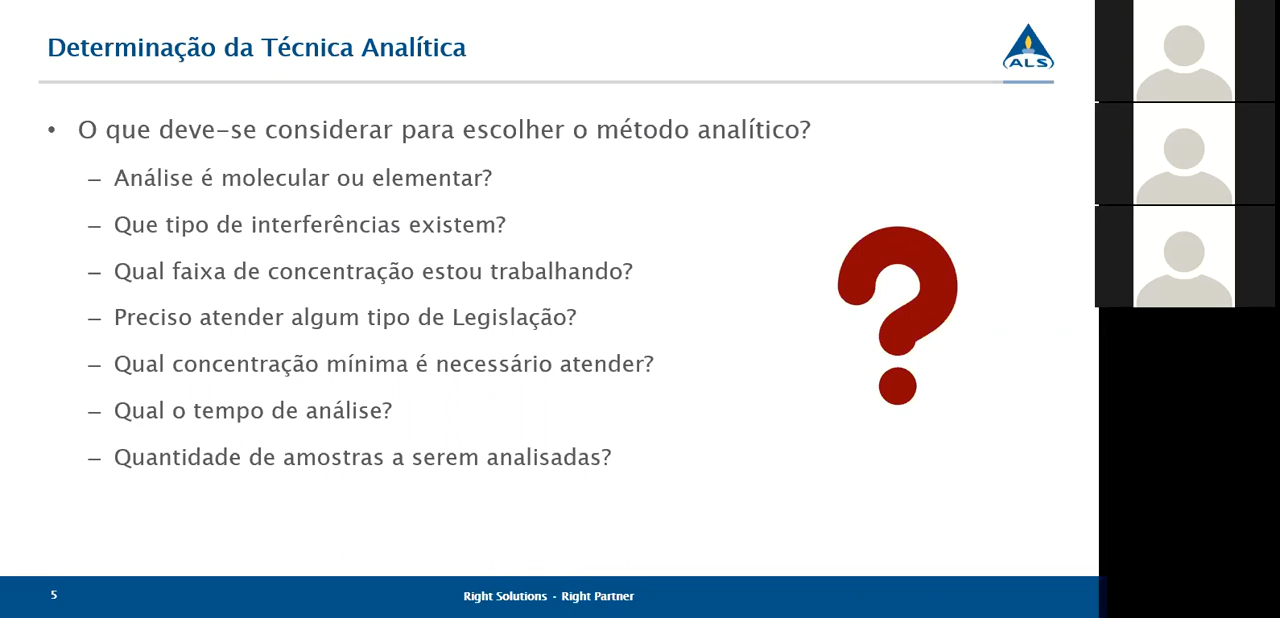 Determinação da Técnica Analítica
ALS
• O que deve-se considerar para escolher o método analítico?
– Análise é molecular ou elementar?
– Que tipo de interferências existem?
– Qual faixa de concentração estou trabalhando?
– Preciso atender algum tipo de Legislação?
– Qual concentração mínima é necessário atender?
– Qual o tempo de análise?
– Quantidade de amostras a serem analisadas?
?
5
Right Solutions - Right Partner